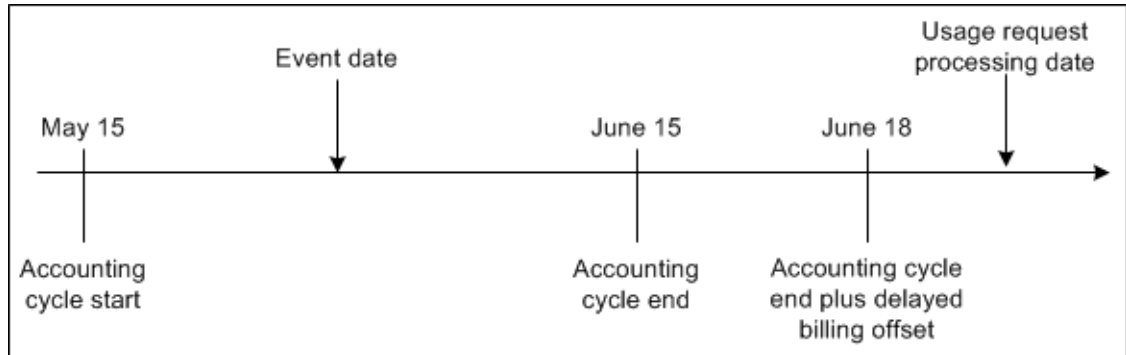 Usage request
processing date
Event date
May 15
June 15
June 18
Accounting
cycle start
Accounting
cycle end
Accounting cycle
end plus delayed
billing offset